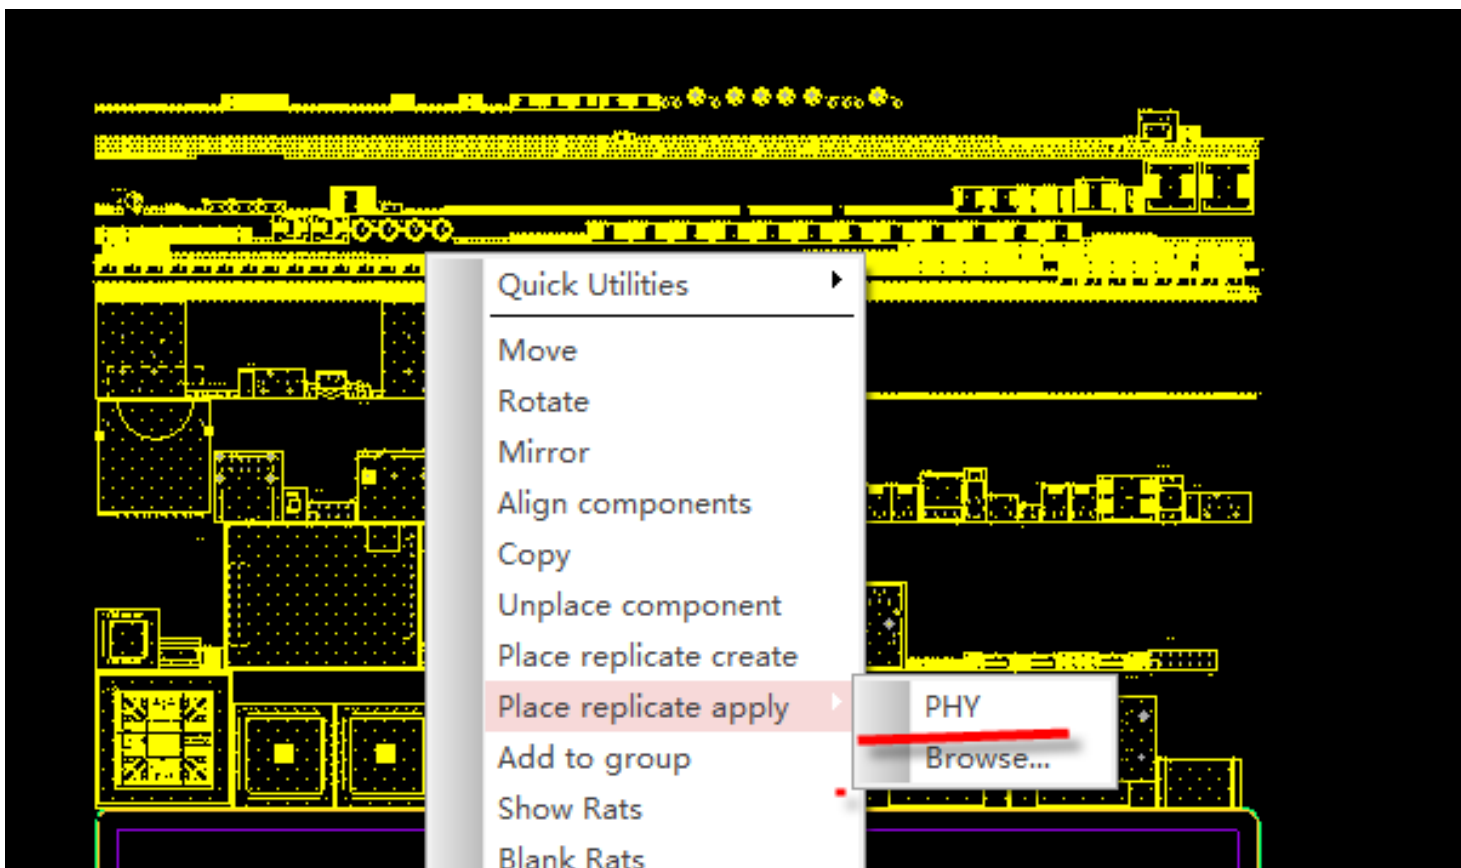 Quick Utilities
Move
Rotate
Mirror
Align components
Copy
Unplace component
Place replicate create
Place replicate apply
PHY
Add to group
Browse...
Show Rats
Blank Rats